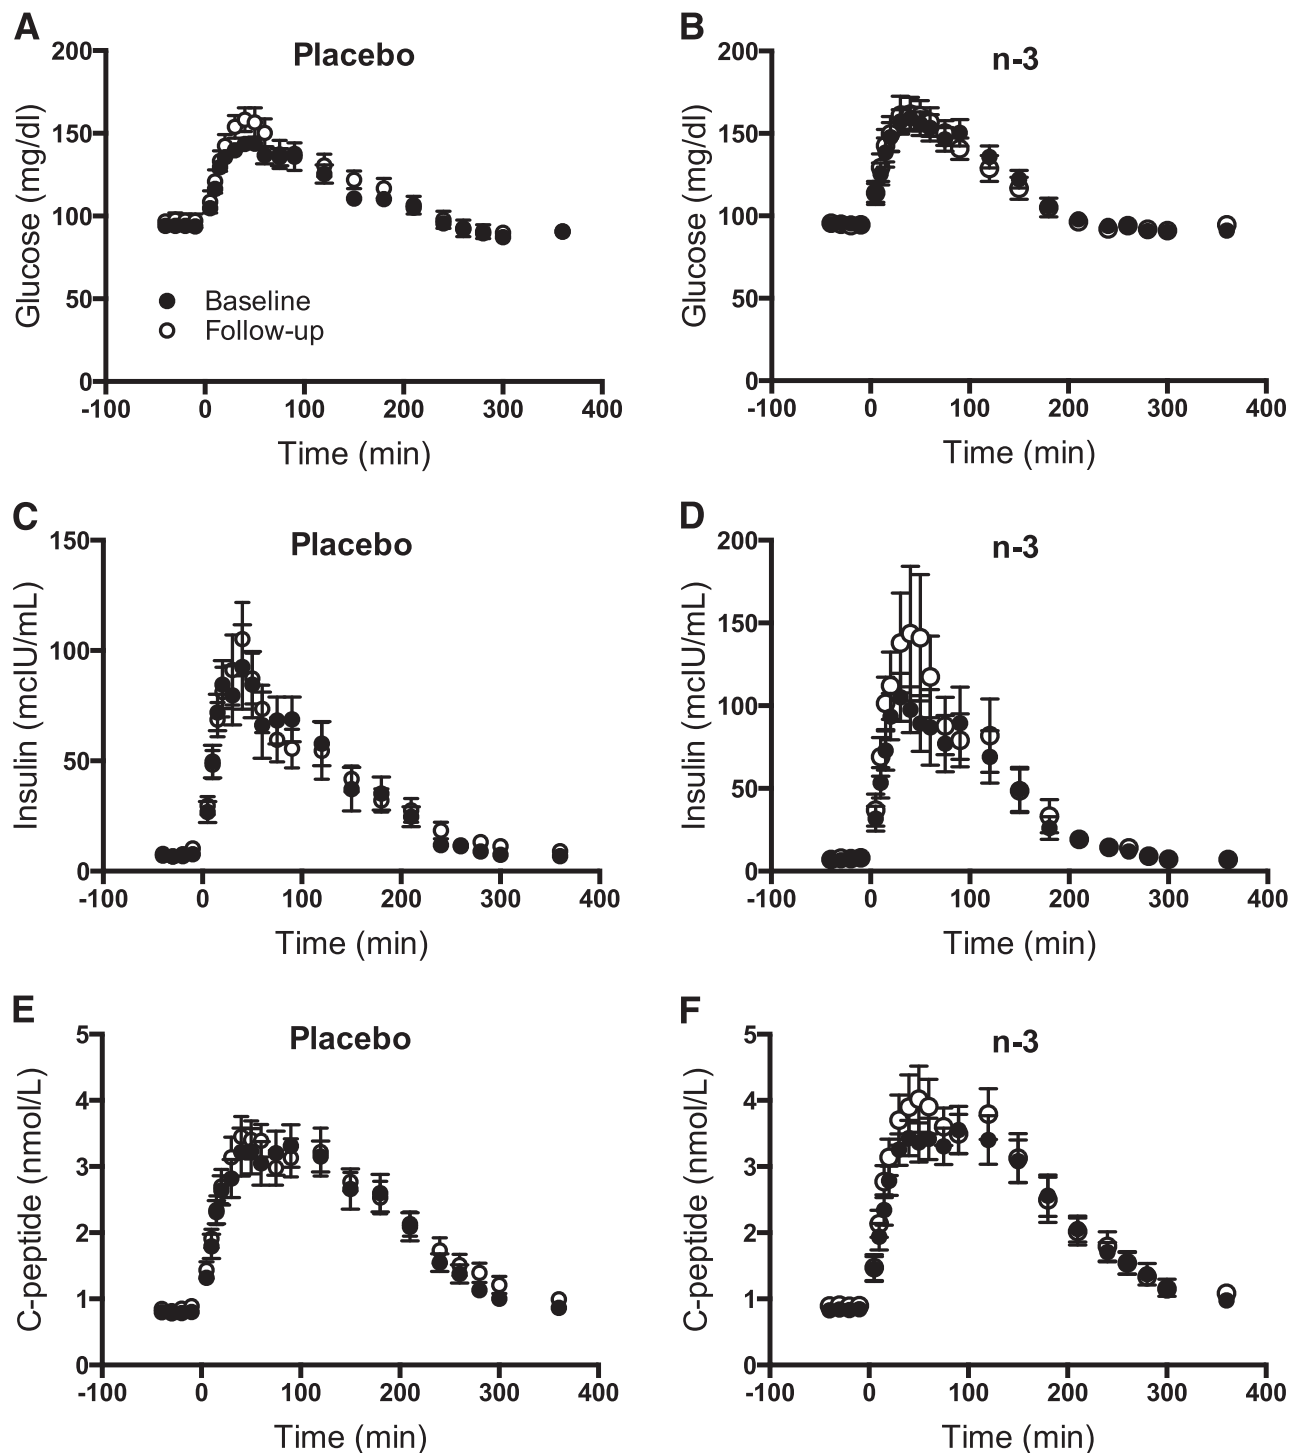 A
Placebo
200
150
100
50
0
Glucose (mg/dl)
Baseline
Follow-up
-100 0 100 200 300 400
Time (min)
B
n-3
200
150
100
50
0
Glucose (mg/dl)
-100 0 100 200 300 400
Time (min)
C
Placebo
150
100
50
0
Insulin (mcIU/mL)
-100 0 100 200 300 400
Time (min)
D
n-3
200
150
100
50
0
Insulin (mcIU/mL)
-100 0 100 200 300 400
Time (min)
E
Placebo
5
4
3
2
1
0
C-peptide (nmol/L)
-100 0 100 200 300 400
Time (min)
F
n-3
5
4
3
2
1
0
C-peptide (nmol/L)
-100 0 100 200 300 400
Time (min)